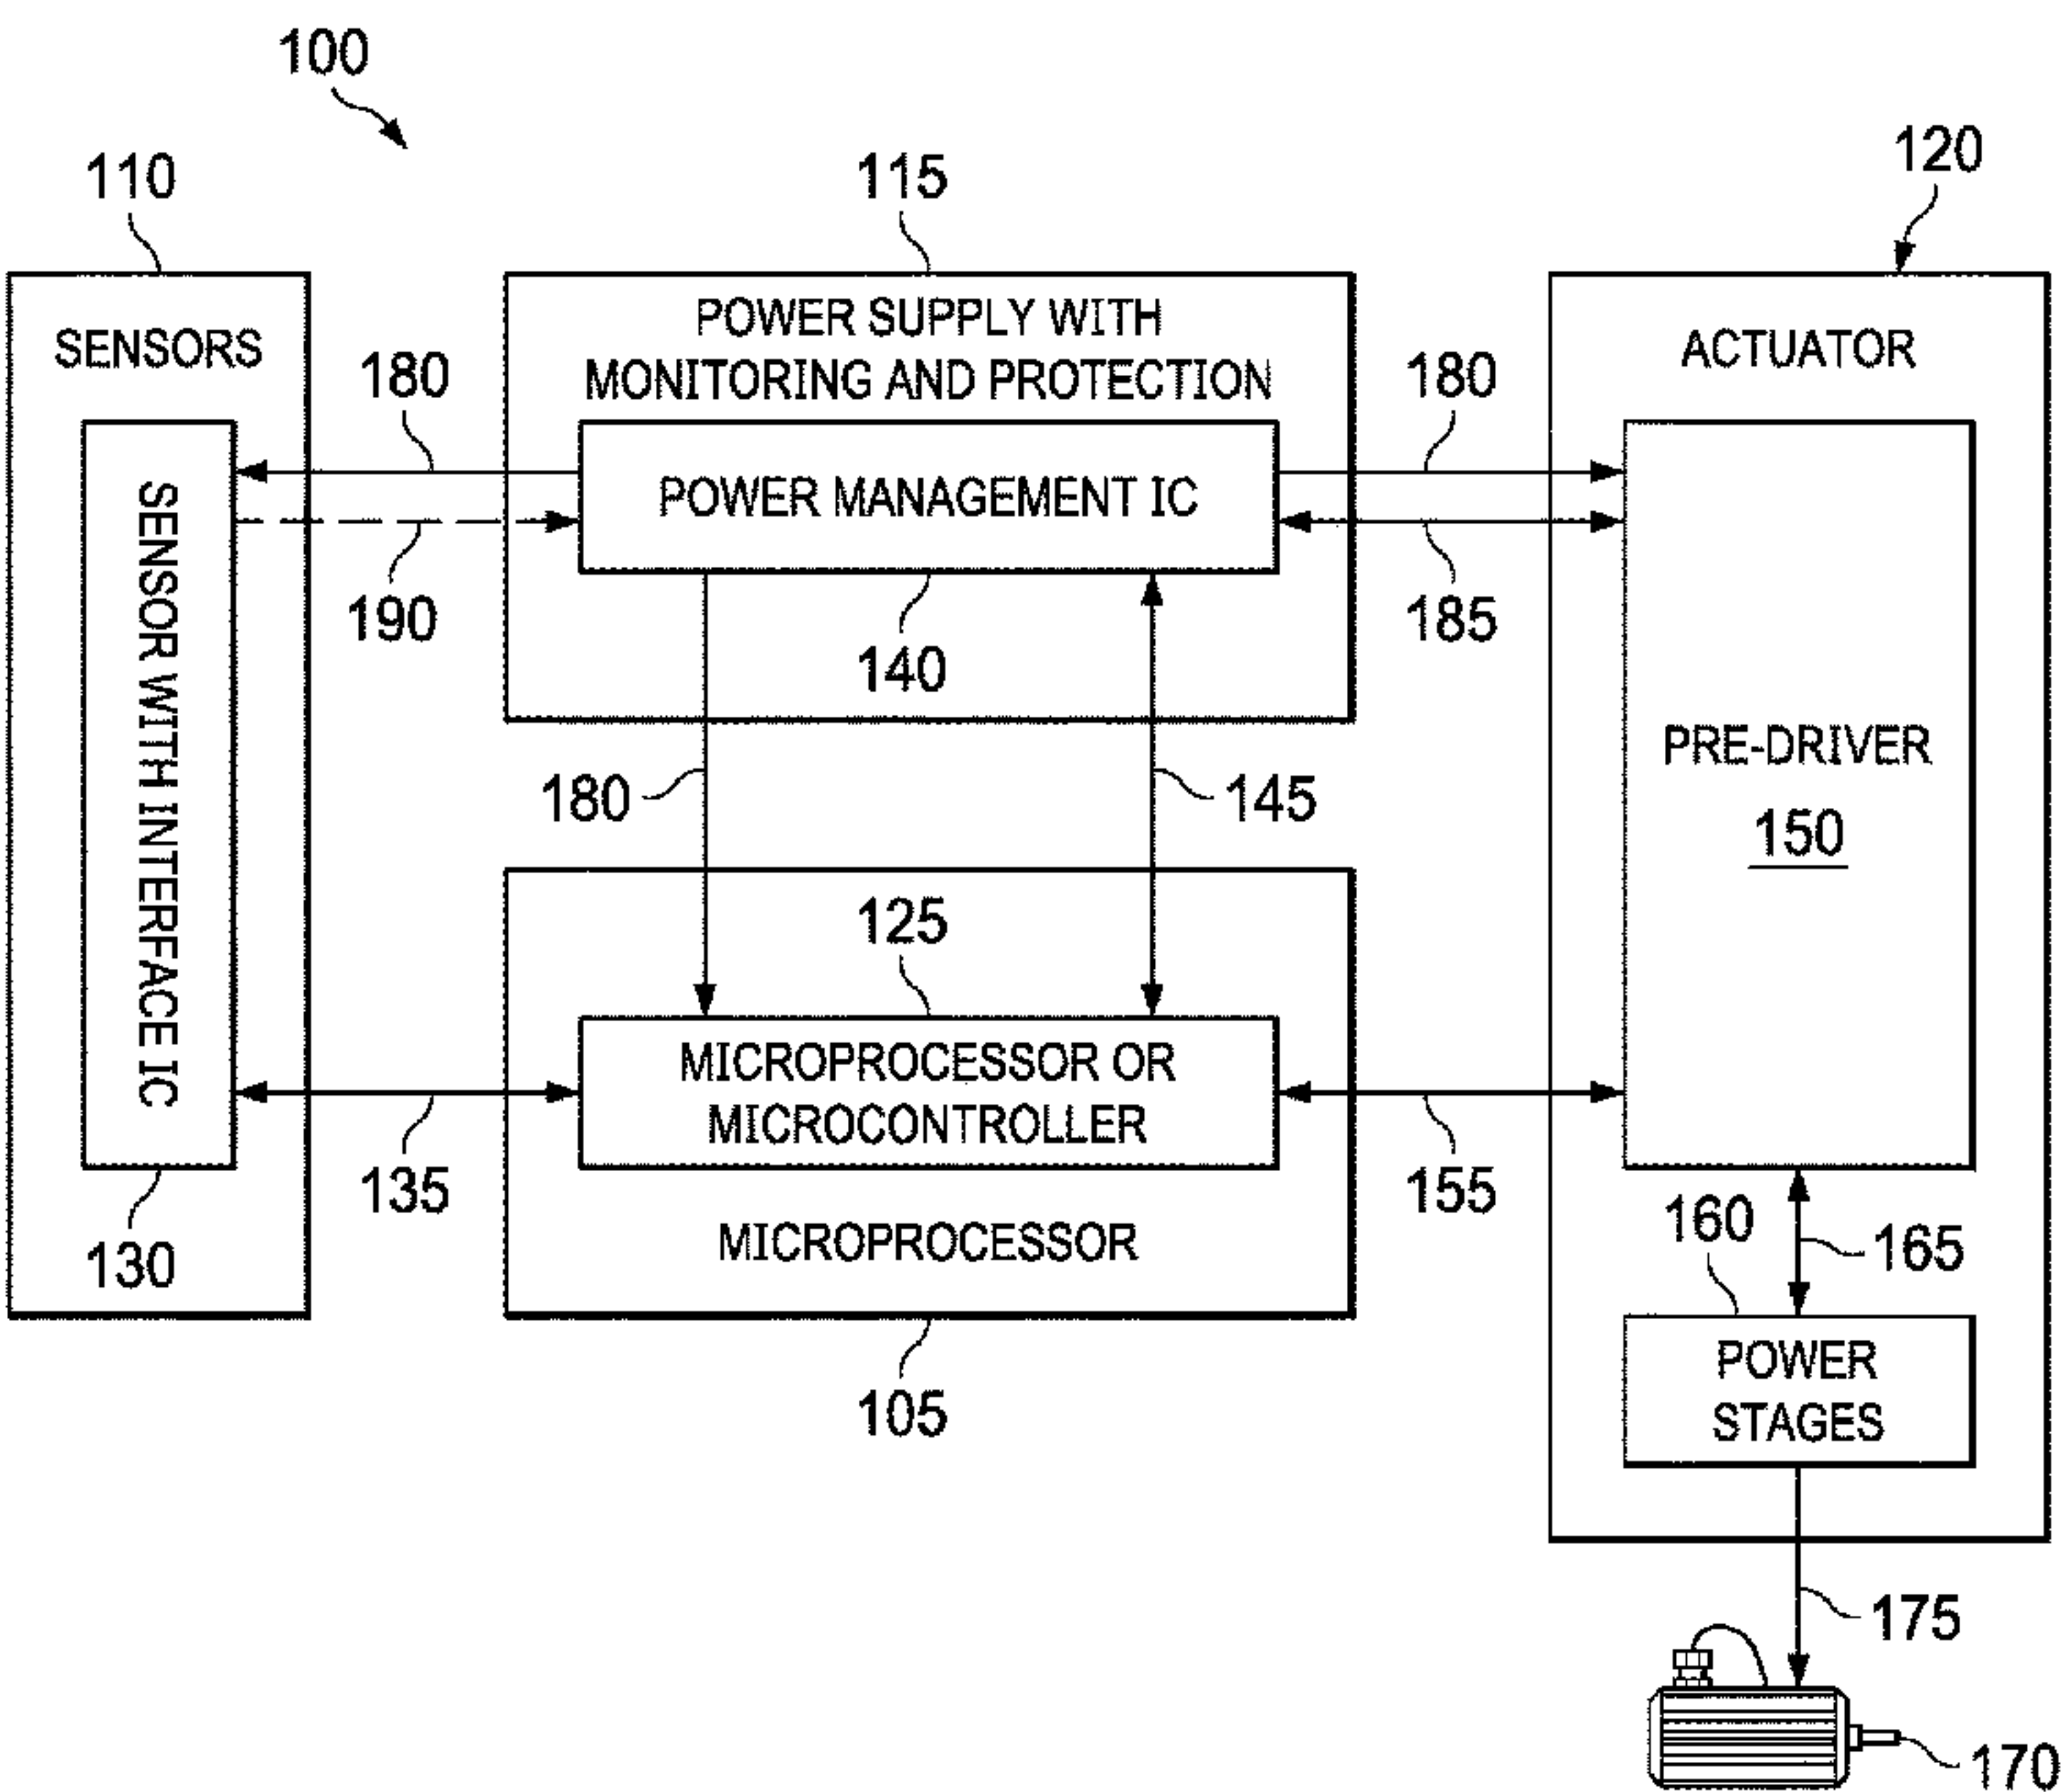 100
110
115
120
SENSORS
180
POWER SUPPLY WITH
MONITORING AND PROTECTION
180
ACTUATOR
SENSOR WITH INTERFACE IC
POWER MANAGEMENT IC
190
140
185
PRE-DRIVER
150
180
145
125
MICROPROCESSOR OR
MICROCONTROLLER
135
155
130
MICROPROCESSOR
160
165
105
POWER
STAGES
175
170